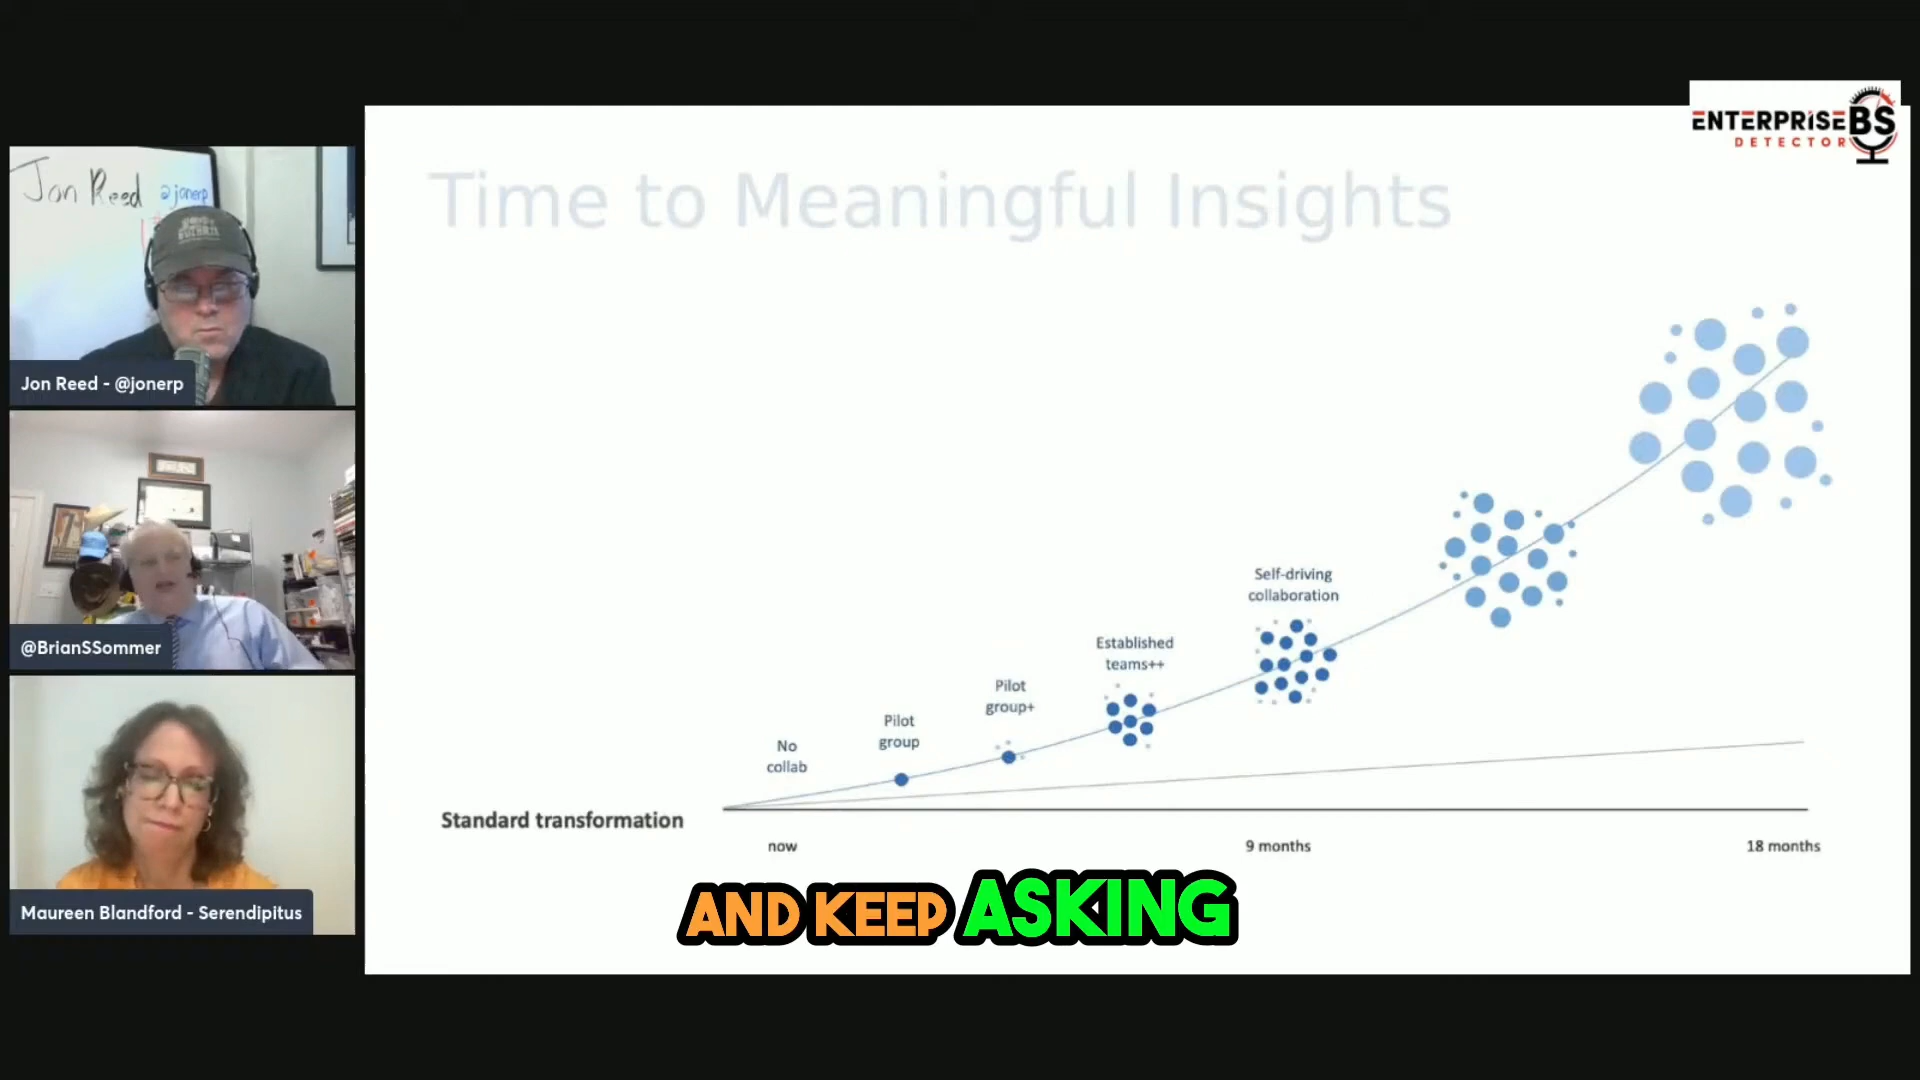 ENTERPRISE BS
DETECTOR
Jon Reed @jonerp
Jon Reed - @jonerp
@BrianSSommer
Maureen Blandford - Serendipitus
Time to Meaningful Insights
Self-driving
collaboration
Established
teams++
Pilot
group+
Pilot
group
No
collab
Standard transformation
now
9 months
18 months
AND KEEP ASKING